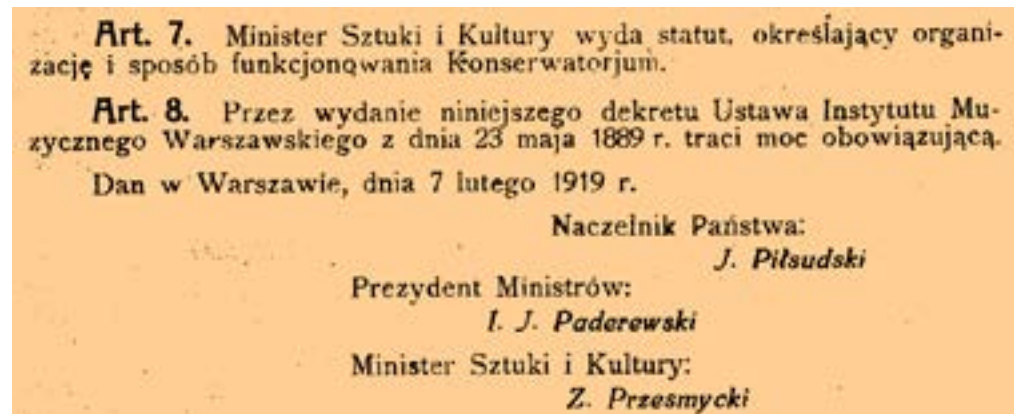 Art. 7. Minister Sztuki i Kultury wyda statut, określający organi-
zację i sposób funkcjonowania Konserwatorjum.
Art. 8. Przez wydanie niniejszego dekretu Ustawa Instytutu Mu-
zycznego Warszawskiego z dnia 23 maja 1889 r. traci moc obowiązującą.
Dan w Warszawie, dnia 7 lutego 1919 r.
Naczelnik Państwa:
J. Piłsudski
Prezydent Ministrów:
I. J. Paderewski
Minister Sztuki i Kultury:
Z. Przesmycki